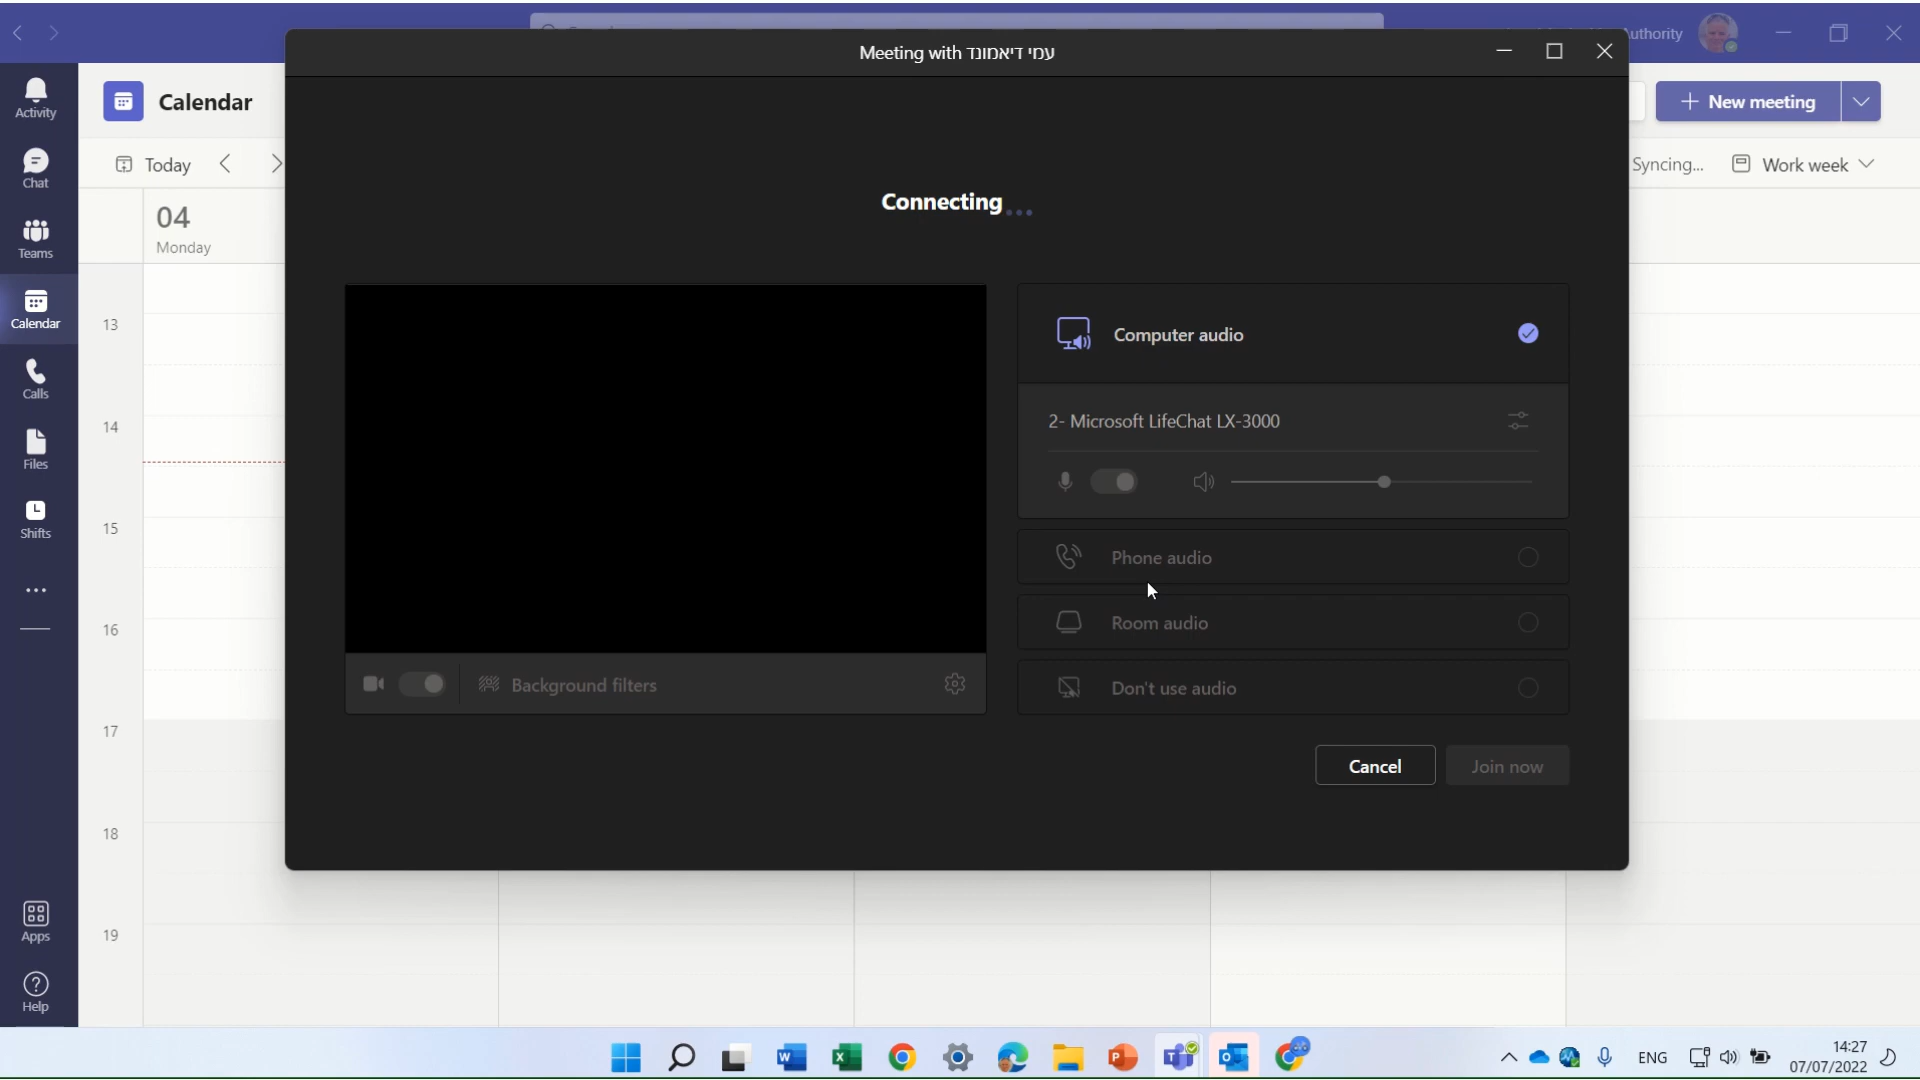 uthority
Meeting with עמי דיאמונד
Activity
Chat
Teams
Calendar
Calls
Files
Shifts
Apps
Help
Calendar
New meeting
Today
Syncing...
Work week
04
Monday
13
14
15
16
17
18
19
Connecting...
Computer audio
2- Microsoft LifeChat LX-3000
Phone audio
Room audio
Don't use audio
Background filters
Cancel
Join now
ENG
14:27
07/07/2022